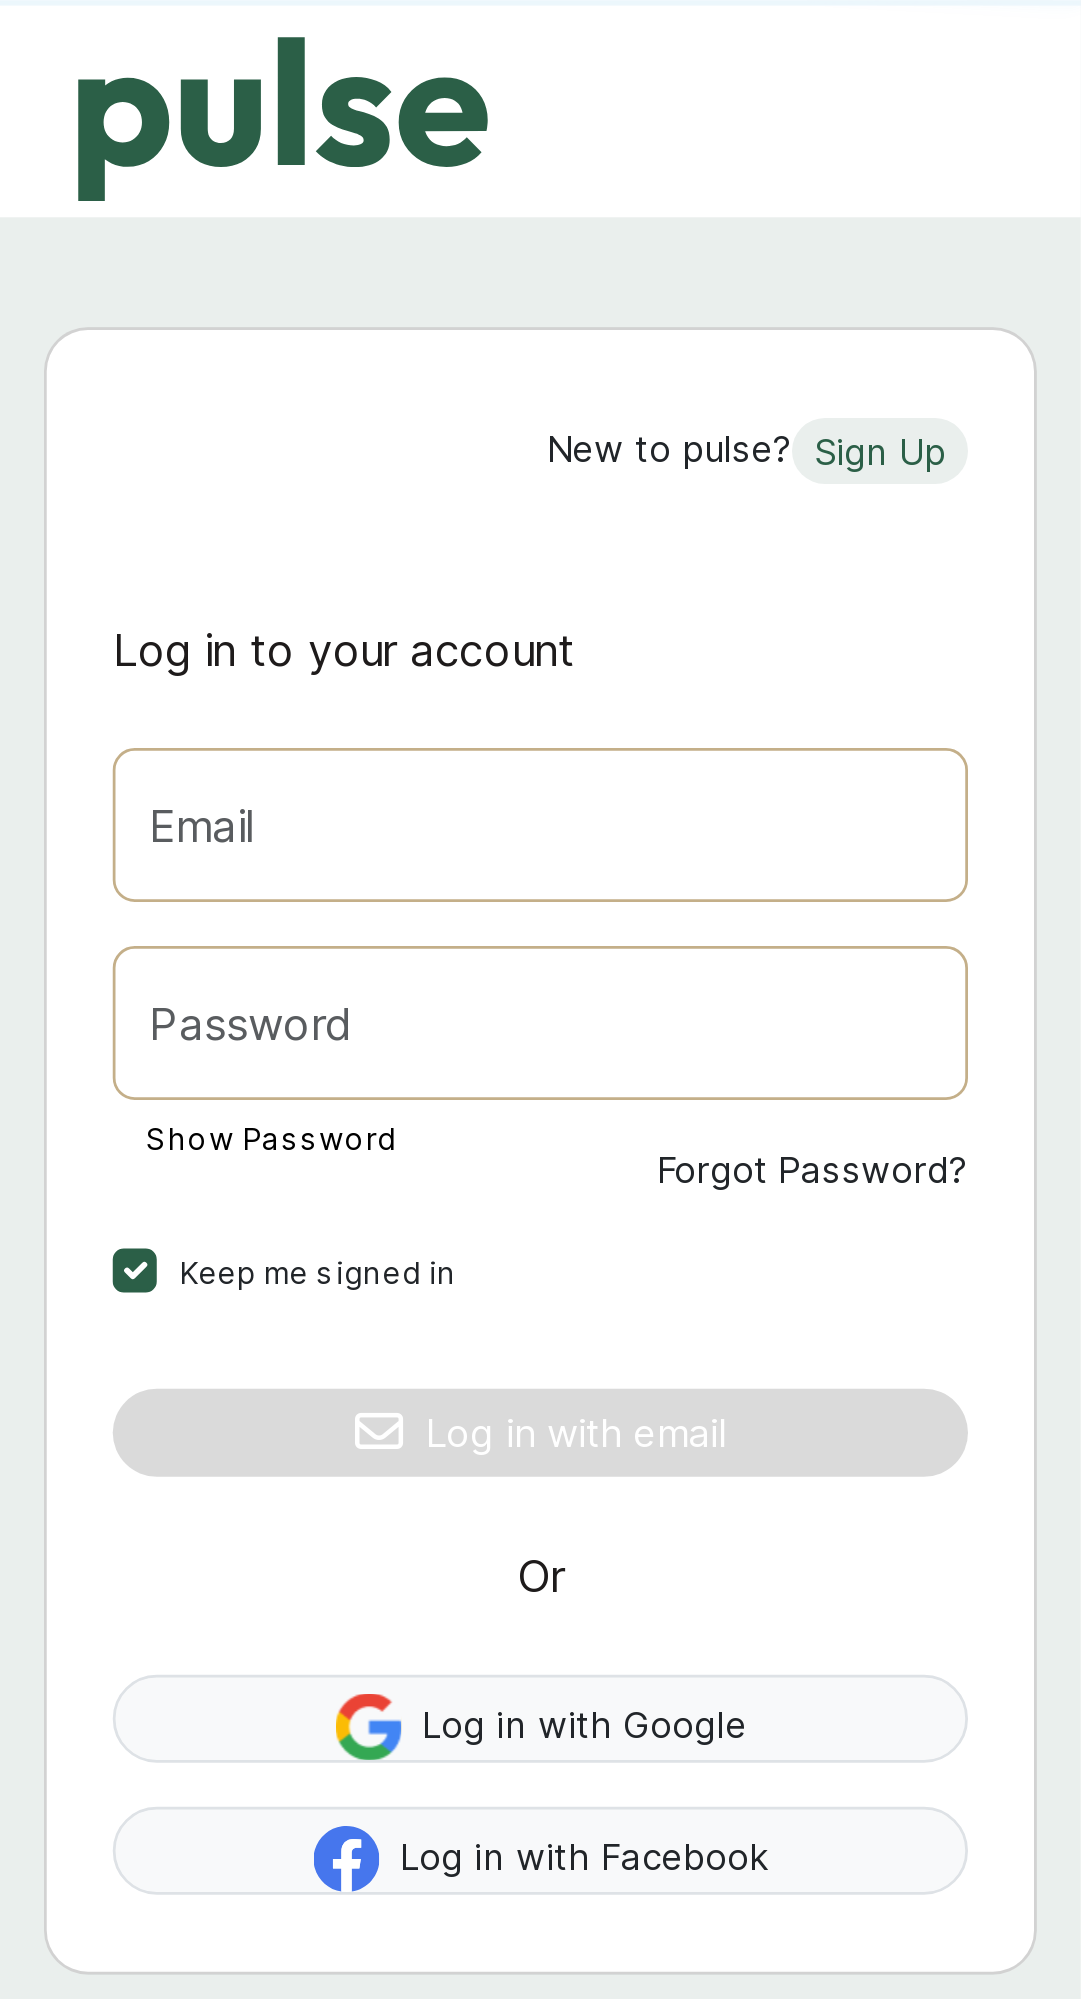 pulse
New to pulse? Sign Up
Log in to your account
Email
Password
Show Password
Forgot Password?
Keep me signed in
Log in with email
Or
Log in with Google
Log in with Facebook